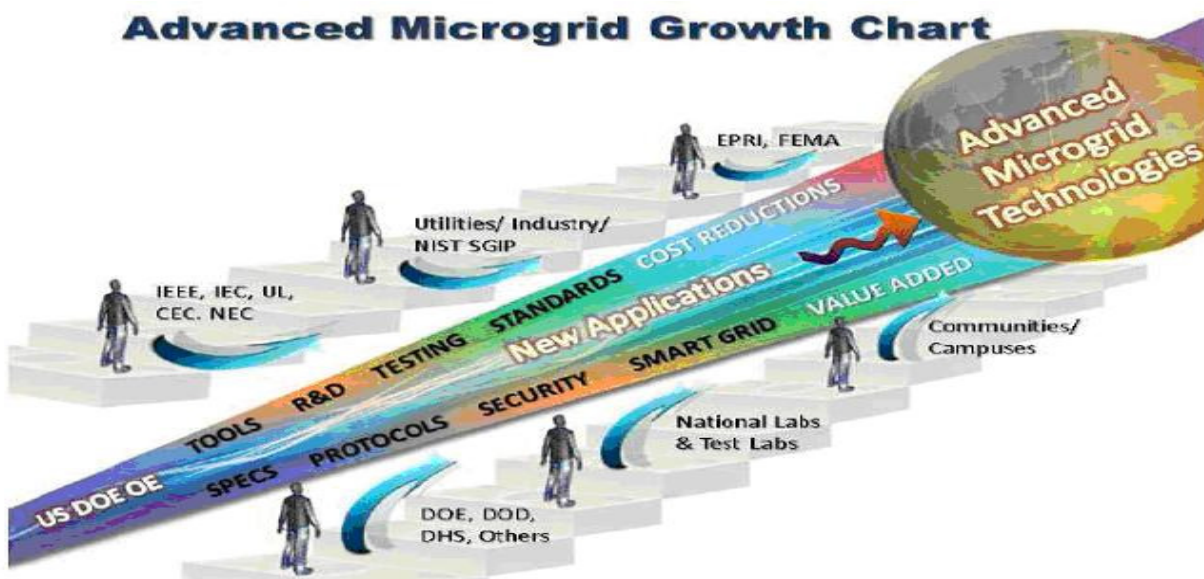 Advanced Microgrid Growth Chart
EPRI, FEMA
Advanced
Microgrid
Technologies
Utilities/ Industry/
NIST SGIP
IEEE, IEC, UL,
CEC. NEC
US DOE OE
TOOLS R&D TESTING STANDARDS COST REDUCTIONS
New Applications
SPECS PROTOCOLS SECURITY SMART GRID VALUE ADDED
Communities/
Campuses
National Labs
& Test Labs
DOE, DOD,
DHS, Others